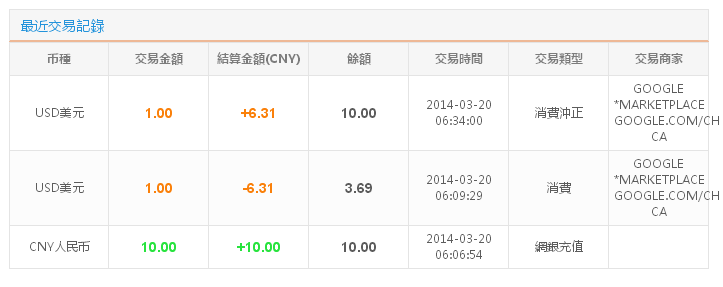 最近交易記錄
幣種 交易金額 結算金額(CNY) 餘額 交易時間 交易類型 交易商家
USD美元 1.00 +6.31 10.00 2014-03-20 06:34:00 消費沖正 GOOGLE *MARKETPLACE GOOGLE.COM/CH CA
USD美元 1.00 -6.31 3.69 2014-03-20 06:09:29 消費 GOOGLE *MARKETPLACE GOOGLE.COM/CH CA
CNY人民币 10.00 +10.00 10.00 2014-03-20 06:06:54 網銀充值